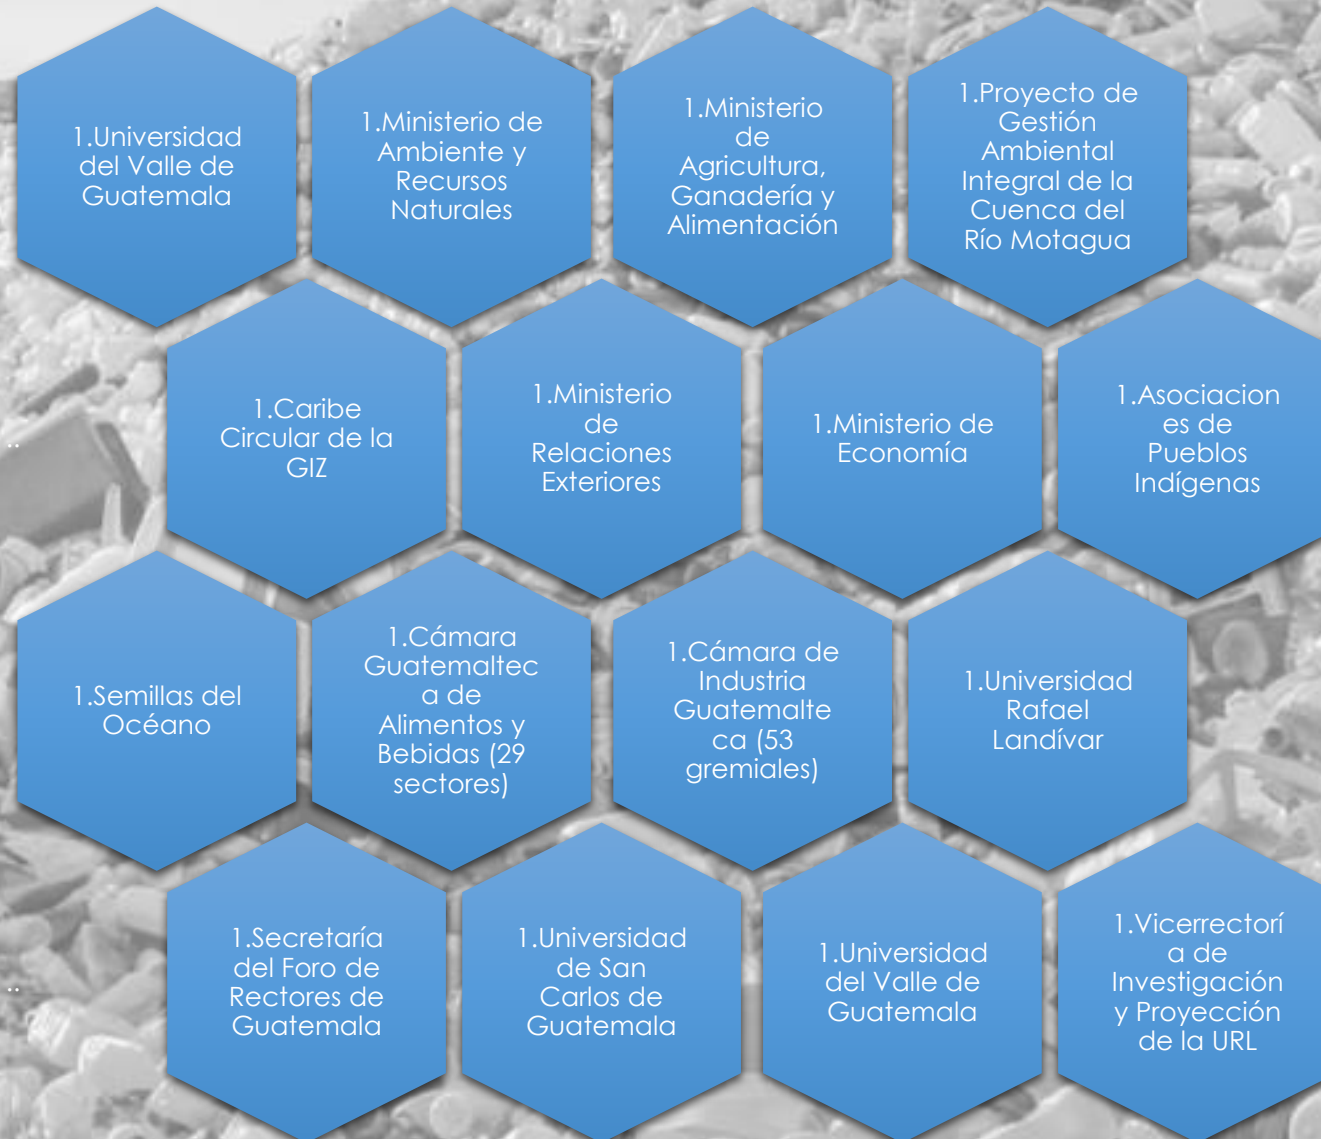 1.Universidad
del Valle de
Guatemala
1.Ministerio de
Ambiente y
Recursos
Naturales
1.Ministerio
de
Agricultura,
Ganadería y
Alimentación
1.Proyecto de
Gestión
Ambiental
Integral de la
Cuenca del
Río Motagua
1.Caribe
Circular de la
GIZ
1.Ministerio
de
Relaciones
Exteriores
1.Ministerio de
Economía
1.Asociacion
es de
Pueblos
Indígenas
1.Semillas del
Océano
1.Cámara
Guatemaltec
a de
Alimentos y
Bebidas (29
sectores)
1.Cámara de
Industria
Guatemalte
ca (53
gremiales)
1.Universidad
Rafael
Landívar
1.Secretaría
del Foro de
Rectores de
Guatemala
1.Universidad
de San
Carlos de
Guatemala
1.Universidad
del Valle de
Guatemala
1.Vicerrectorí
a de
Investigación
y Proyección
de la URL